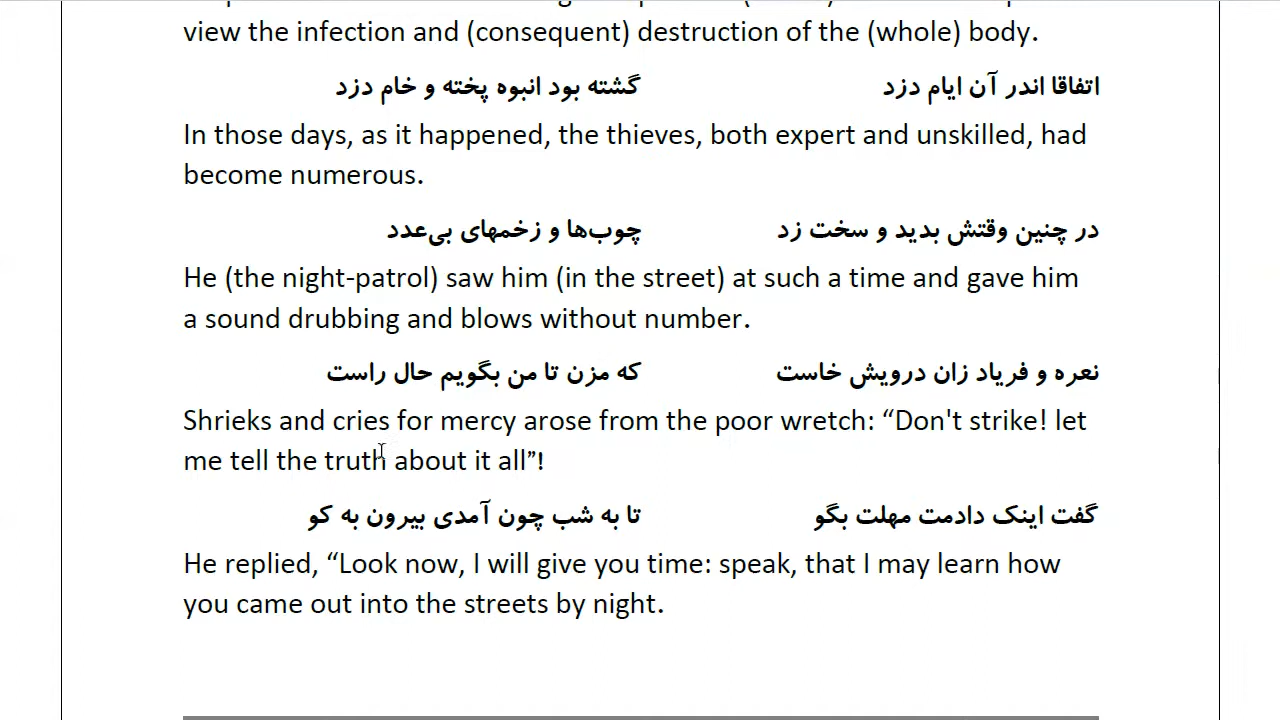 view the infection and (consequent) destruction of the (whole) body.
اتفاقا اندر آن ایام دزد گشته بود انبوه پخته و خام دزد
In those days, as it happened, the thieves, both expert and unskilled, had
become numerous.
در چنین وقتش بدید و سخت زد چوب‌ها و زخمهای بی‌عدد
He (the night-patrol) saw him (in the street) at such a time and gave him
a sound drubbing and blows without number.
نعره و فریاد زان درویش خاست که مزن تا من بگویم حال راست
Shrieks and cries for mercy arose from the poor wretch: “Don't strike! let
me tell the truth about it all”!
گفت اینک دادمت مهلت بگو تا به شب چون آمدی بیرون به کو
He replied, “Look now, I will give you time: speak, that I may learn how
you came out into the streets by night.